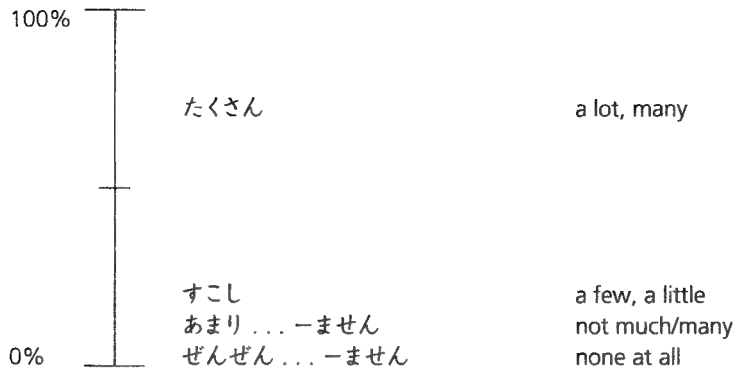 100%
たくさん a lot, many
すこし a few, a little
あまり . . . ーません not much/many
0% ぜんぜん . . . ーません none at all